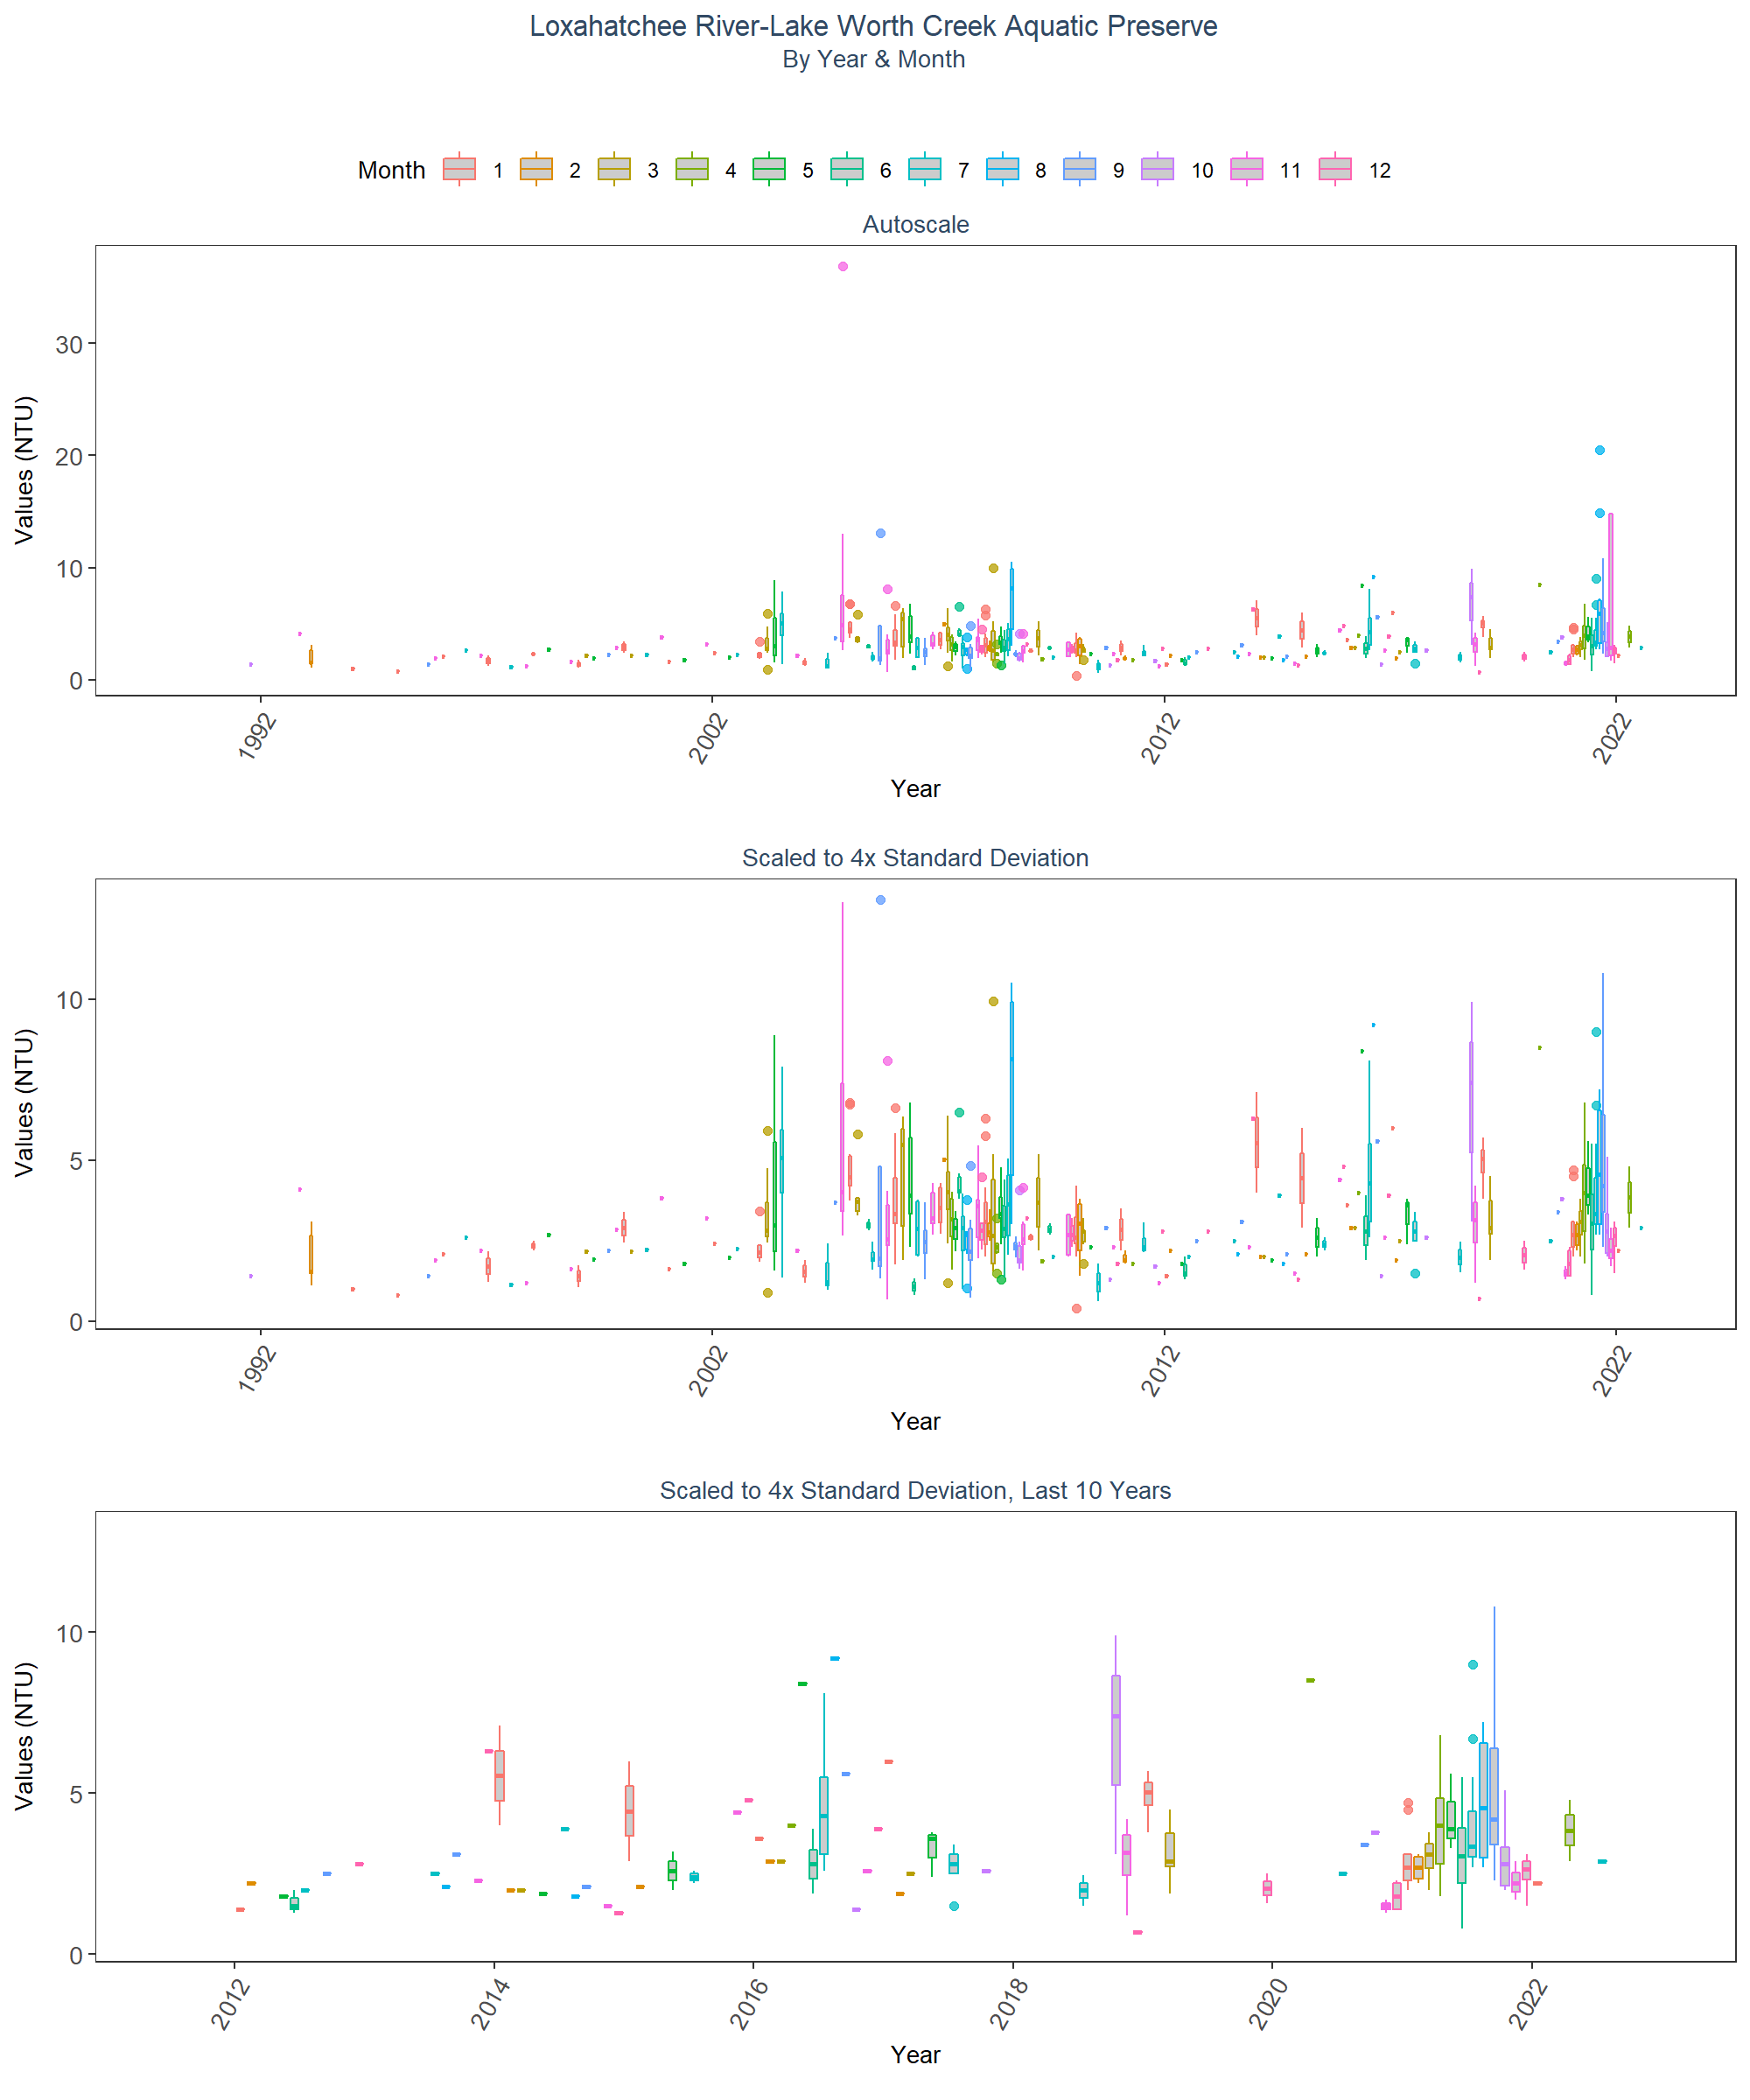 Loxahatchee River-Lake Worth Creek Aquatic Preserve
By Year & Month
Month 1 2 3 4 5 6 7 8 9 10 11 12
Autoscale
Values (NTU)
30
20
10
0
1992 2002 2012 2022
Year
Scaled to 4x Standard Deviation
Values (NTU)
10
5
0
1992 2002 2012 2022
Year
Scaled to 4x Standard Deviation, Last 10 Years
Values (NTU)
10
5
0
2012 2014 2016 2018 2020 2022
Year